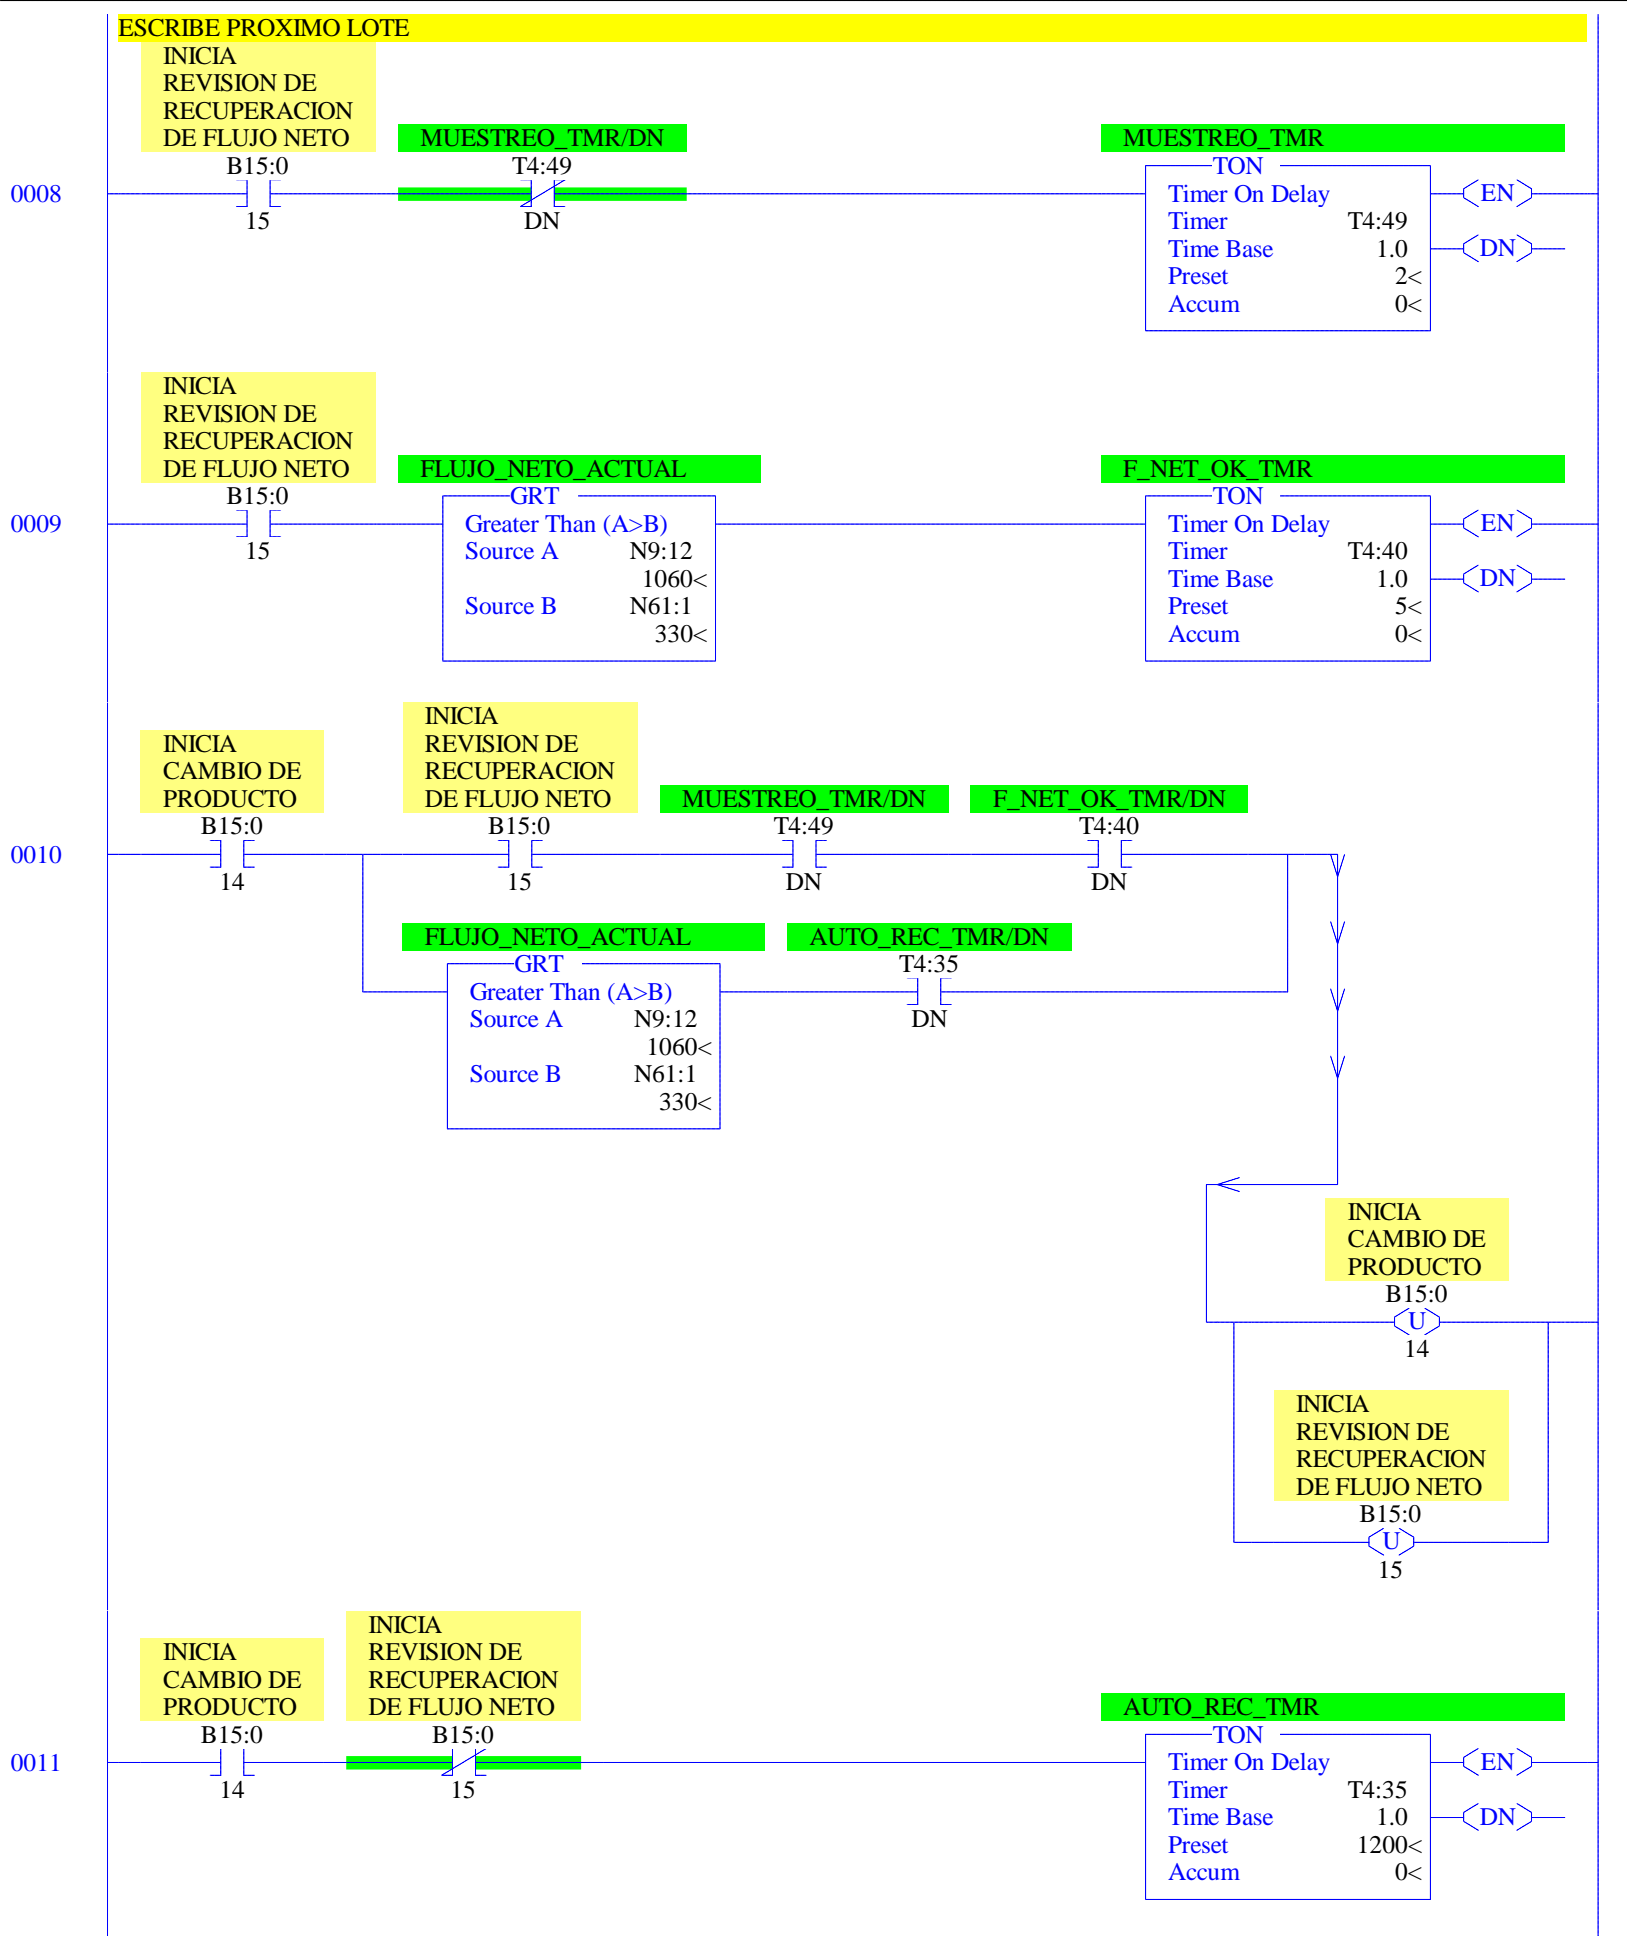 ESCRIBE PROXIMO LOTE
INICIA
REVISION DE
RECUPERACION
DE FLUJO NETO
MUESTREO_TMR/DN
MUESTREO_TMR
B15:0
T4:49
TON
0008
15
DN
Timer On Delay
EN
Timer T4:49
Time Base 1.0
DN
Preset 2<
Accum 0<
INICIA
REVISION DE
RECUPERACION
DE FLUJO NETO
FLUJO_NETO_ACTUAL
F_NET_OK_TMR
B15:0
GRT
TON
0009
15
Greater Than (A>B)
Source A N9:12
1060<
Source B N61:1
330<
Timer On Delay
EN
Timer T4:40
Time Base 1.0
DN
Preset 5<
Accum 0<
INICIA
CAMBIO DE
PRODUCTO
INICIA
REVISION DE
RECUPERACION
DE FLUJO NETO
MUESTREO_TMR/DN
F_NET_OK_TMR/DN
B15:0
B15:0
T4:49
T4:40
0010
14
15
DN
DN
FLUJO_NETO_ACTUAL
AUTO_REC_TMR/DN
GRT
T4:35
Greater Than (A>B)
Source A N9:12
1060<
Source B N61:1
330<
DN
INICIA
CAMBIO DE
PRODUCTO
B15:0
U
14
INICIA
REVISION DE
RECUPERACION
DE FLUJO NETO
B15:0
U
15
INICIA
CAMBIO DE
PRODUCTO
INICIA
REVISION DE
RECUPERACION
DE FLUJO NETO
AUTO_REC_TMR
B15:0
B15:0
TON
0011
14
15
Timer On Delay
EN
Timer T4:35
Time Base 1.0
DN
Preset 1200<
Accum 0<